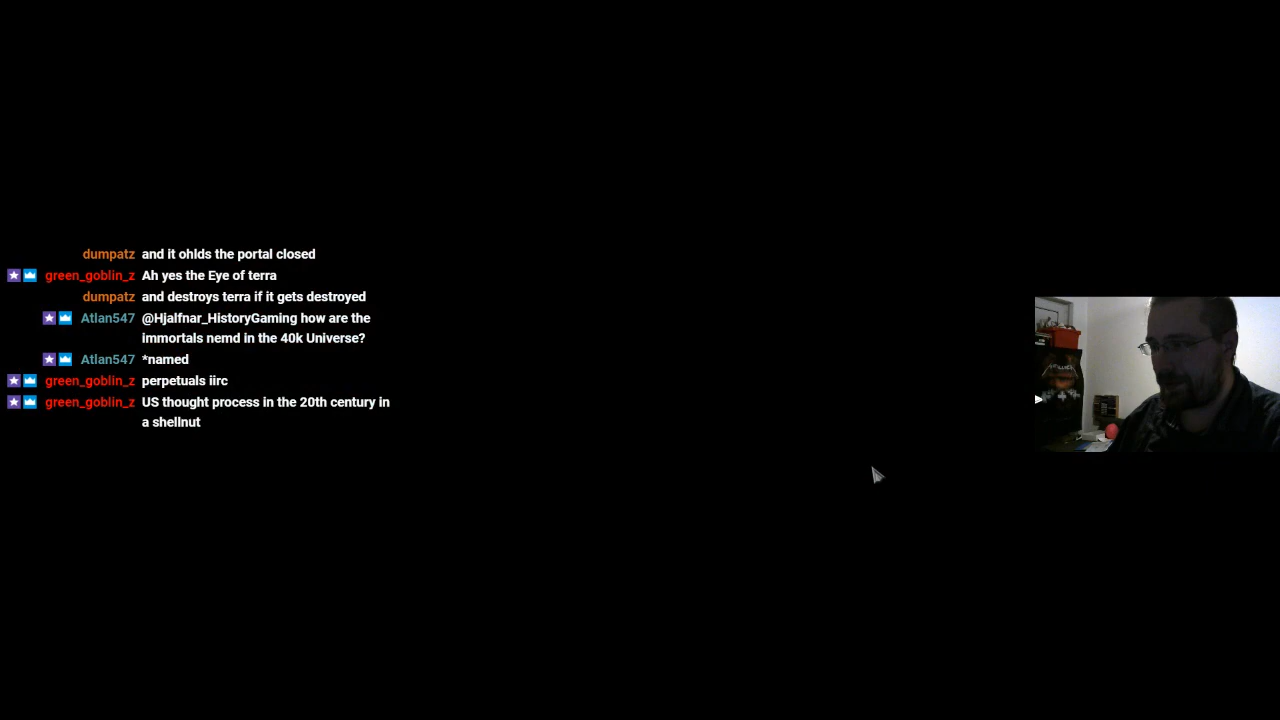 dumpatz and it ohlds the portal closed
green_goblin_z Ah yes the Eye of terra
dumpatz and destroys terra if it gets destroyed
Atlan547 @Hjalfnar_HistoryGaming how are the
immortals nemd in the 40k Universe?
Atlan547 *named
green_goblin_z perpetuals iirc
green_goblin_z US thought process in the 20th century in
a shellnut